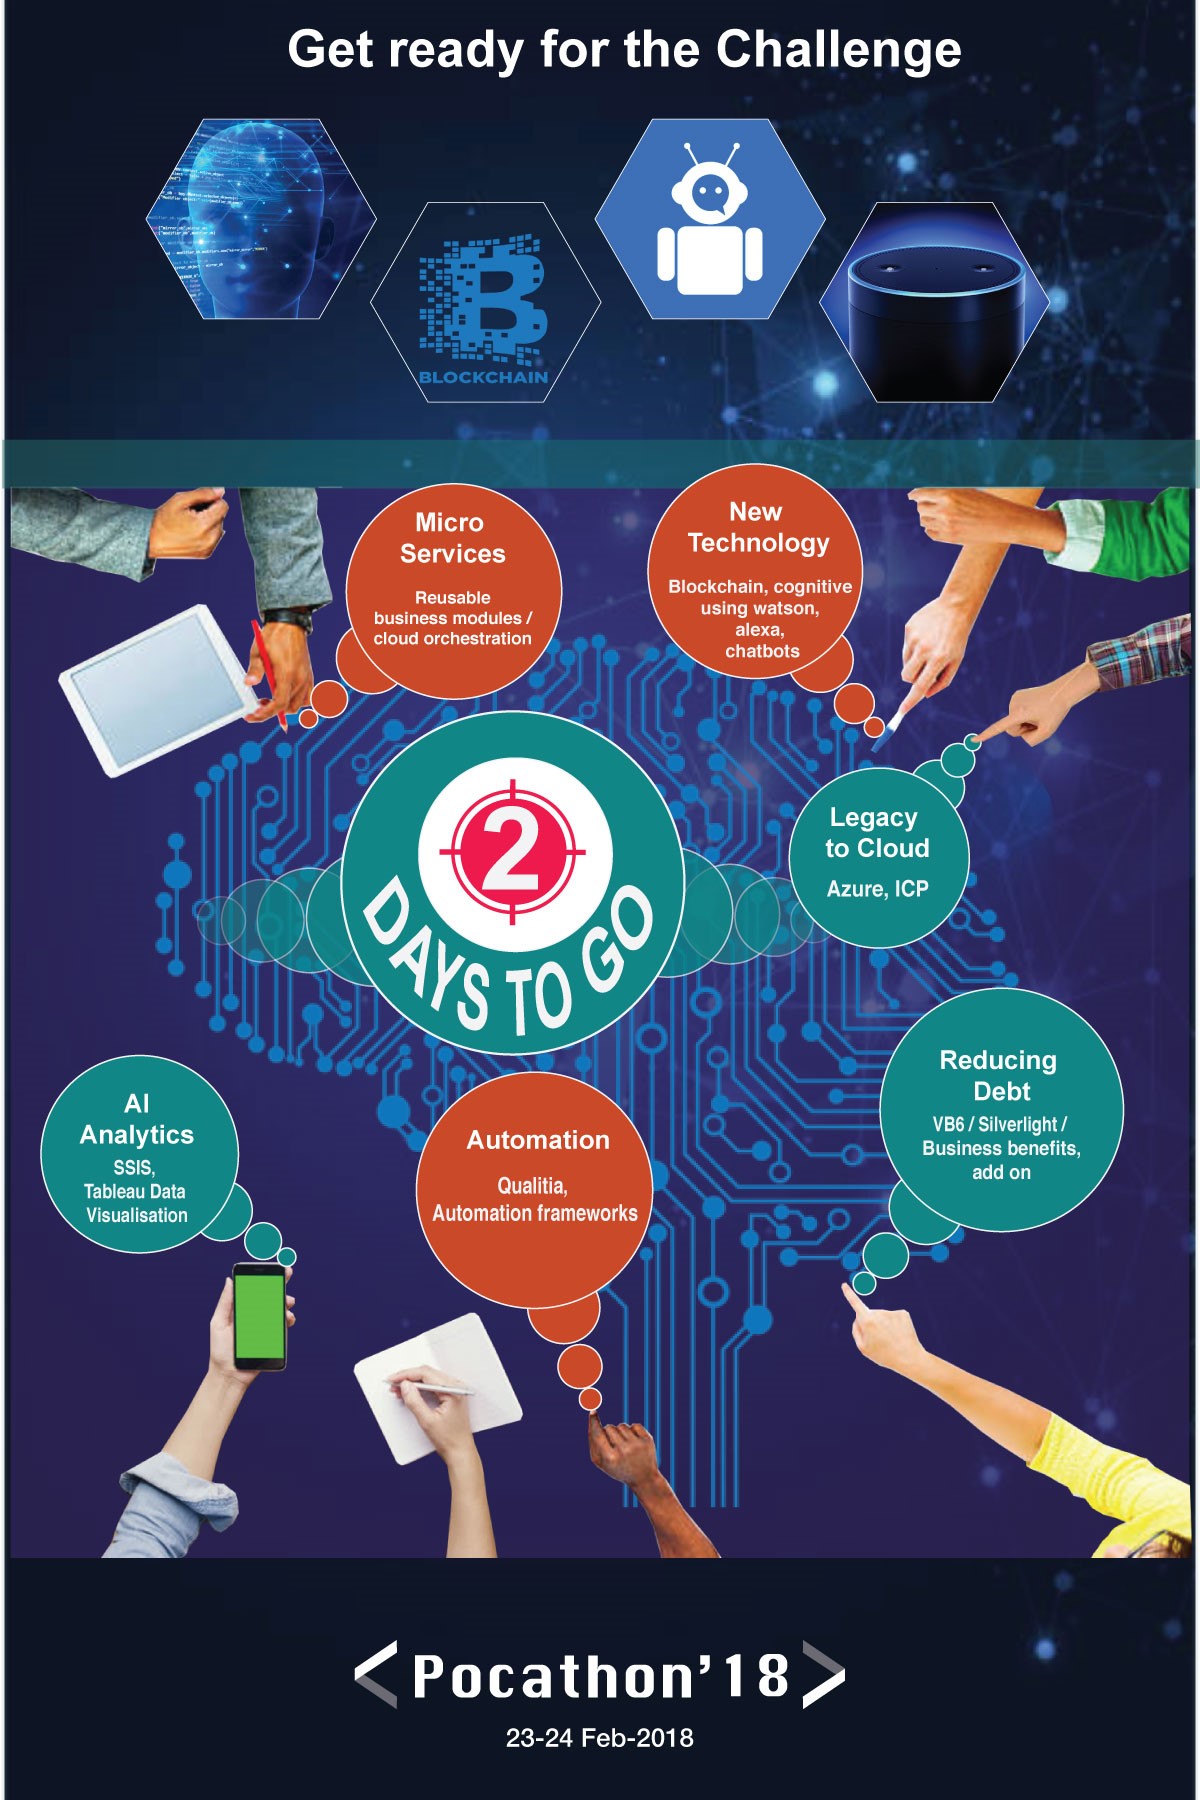 Get ready for the Challenge
BLOCKCHAIN
Micro
Services
Reusable
business modules /
cloud orchestration
New
Technology
Blockchain, cognitive
using watson,
alexa,
chatbots
2
DAYS TO GO
Legacy
to Cloud
Azure, ICP
Reducing
Debt
VB6 / Silverlight /
Business benefits,
add on
AI
Analytics
SSIS,
Tableau Data
Visualisation
Automation
Qualitia,
Automation frameworks
<Pocathon’18>
23-24 Feb-2018